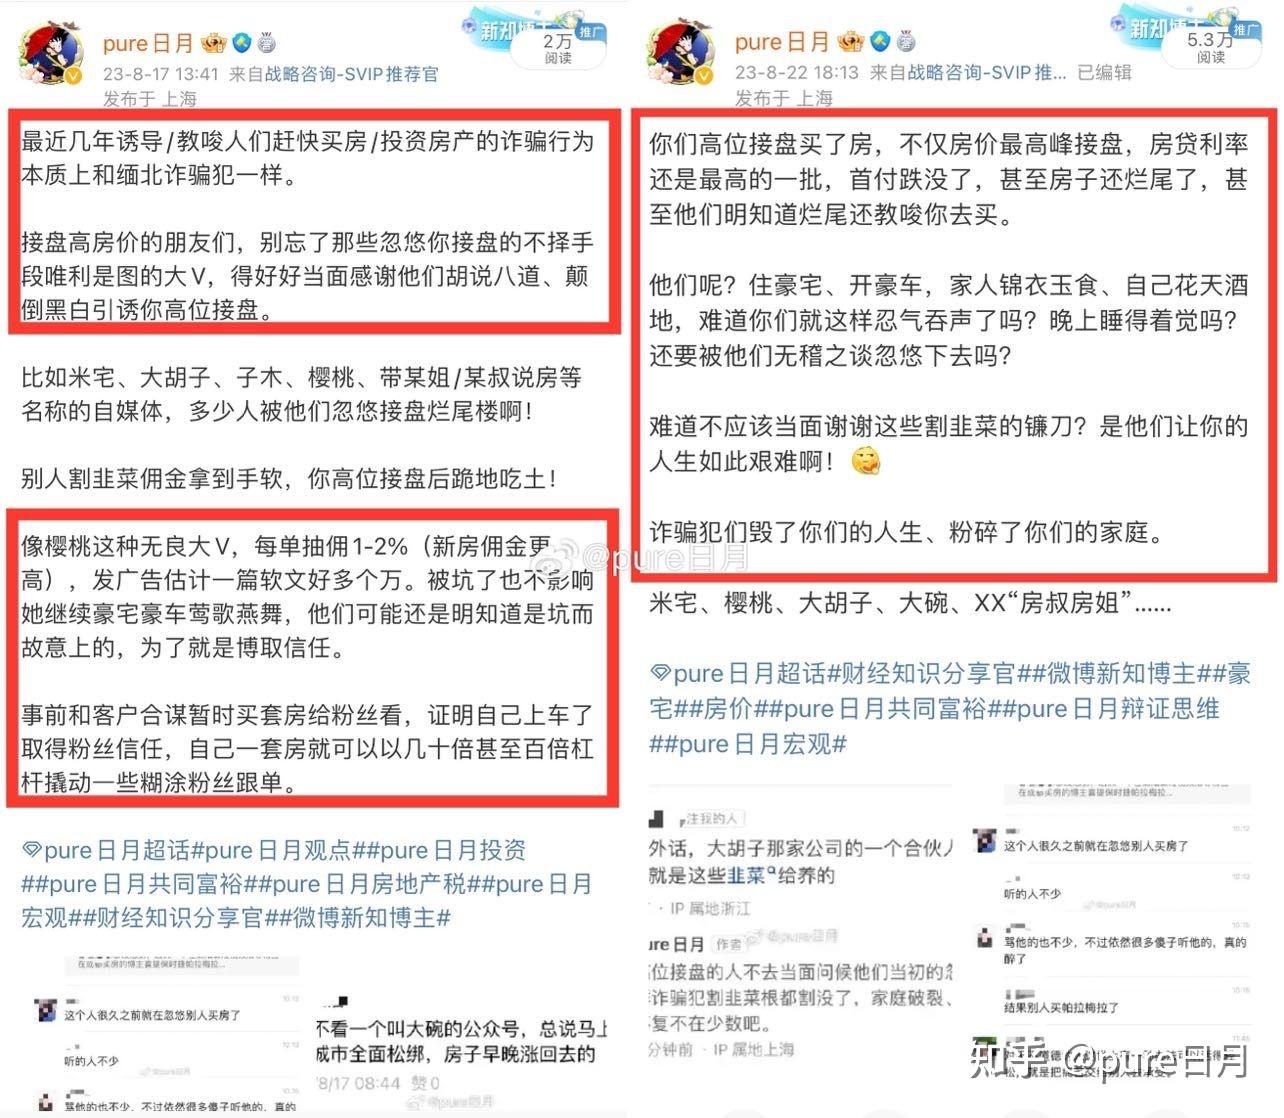 pure日月
新知博主
推广
2万
阅读
23-8-17 13:41 来自战略咨询-SVIP推荐官
发布于 上海
最近几年诱导/教唆人们赶快买房/投资房产的诈骗行为
本质上和缅北诈骗犯一样。
接盘高房价的朋友们，别忘了那些忽悠你接盘的不择手
段唯利是图的大V，得好好当面感谢他们胡说八道、颠
倒黑白引诱你高位接盘。
比如米宅、大胡子、子木、樱桃、带某姐/某叔说房等
名称的自媒体，多少人被他们忽悠接盘烂尾楼啊！
别人割韭菜佣金拿到手软，你高位接盘后跪地吃土！
像樱桃这种无良大V，每单抽佣1-2%（新房佣金更
高），发广告估计一篇软文好多个万。被坑了也不影响
她继续豪宅豪车莺歌燕舞，他们可能还是明知道是坑而
故意上的，为了就是博取信任。
事前和客户合谋暂时买套房给粉丝看，证明自己上车了
取得粉丝信任，自己一套房就可以以几十倍甚至百倍杠
杆撬动一些糊涂粉丝跟单。
pure日月超话#pure日月观点##pure日月投资
##pure日月共同富裕##pure日月房地产税##pure日月
宏观##财经知识分享官##微博新知博主#
10:12
这个人很久之前就在忽悠别人买房了
10:12
听的人不少
@pure日月
10:15
骂他的也不少，不过依然很多傻子听他的，真的
不看一个叫大碗的公众号，总说马上
城市全面松绑，房子早晚涨回去的
8/17 08:44 赞0
@pure日月
pure日月
新知博主
推广
5.3万
阅读
23-8-22 18:13 来自战略咨询-SVIP推... 已编辑
发布于 上海
你们高位接盘买了房，不仅房价最高峰接盘，房贷利率
还是最高的一批，首付跌没了，甚至房子还烂尾了，甚
至他们明知道烂尾还教唆你去买。
他们呢？住豪宅、开豪车，家人锦衣玉食、自己花天酒
地，难道你们就这样忍气吞声了吗？晚上睡得着觉吗？
还要被他们无稽之谈忽悠下去吗？
难道不应该当面谢谢这些割韭菜的镰刀？是他们让你的
人生如此艰难啊！
诈骗犯们毁了你们的人生、粉碎了你们的家庭。
@pure日月
米宅、樱桃、大胡子、大碗、XX“房叔房姐”......
pure日月超话#财经知识分享官##微博新知博主##豪
宅##房价##pure日月共同富裕##pure日月辩证思维
##pure日月宏观#
注我的人
外话，大胡子那家公司的一个合伙人
就是这些韭菜给养的
· IP 属地浙江
ure日月 作者
@pure日月
位接盘的人不去当面问候他们当初的
诈骗犯割韭菜根都割没了，家庭破裂、
复不在少数吧。
分钟前 · IP 属地上海
10:12
这个人很久之前就在忽悠别人买房了
10:12
听的人不少
@pure日月
10:15
骂他的也不少，不过依然很多傻子听他的，真的
醉了
10:16
结果别人买帕拉梅拉了
知乎 @pure日月